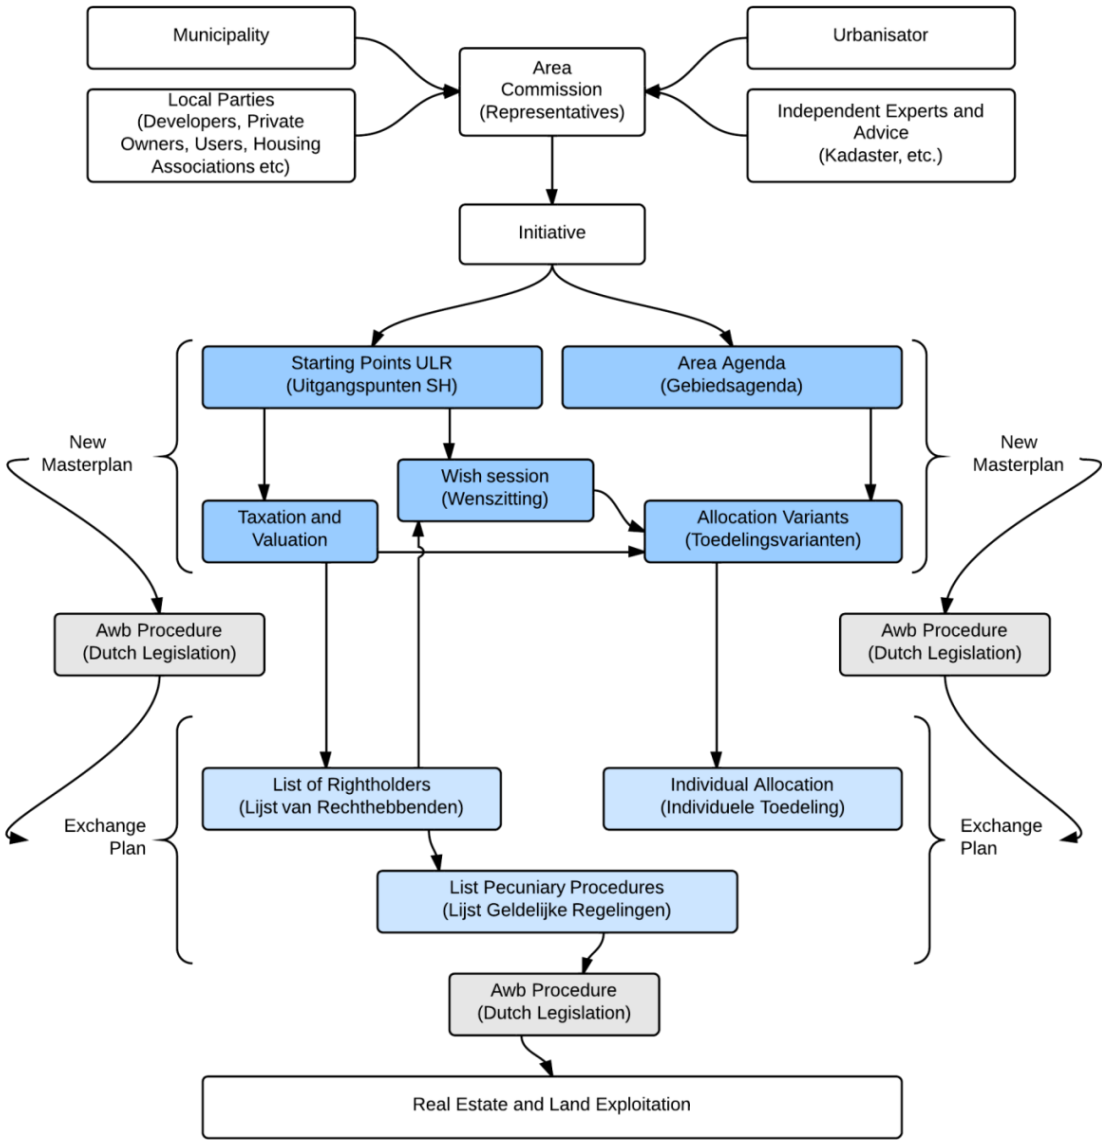 Municipality
Urbanisator
Area
Commission
(Representatives)
Local Parties
(Developers, Private
Owners, Users, Housing
Associations etc)
Independent Experts and
Advice
(Kadaster, etc.)
Initiative
Starting Points ULR
(Uitgangspunten SH)
Area Agenda
(Gebiedsagenda)
New
Masterplan
New
Masterplan
Wish session
(Wenszitting)
Taxation and
Valuation
Allocation Variants
(Toedelingsvarianten)
Awb Procedure
(Dutch Legislation)
Awb Procedure
(Dutch Legislation)
List of Rightholders
(Lijst van Rechthebbenden)
Individual Allocation
(Individuele Toedeling)
Exchange
Plan
Exchange
Plan
List Pecuniary Procedures
(Lijst Geldelijke Regelingen)
Awb Procedure
(Dutch Legislation)
Real Estate and Land Exploitation